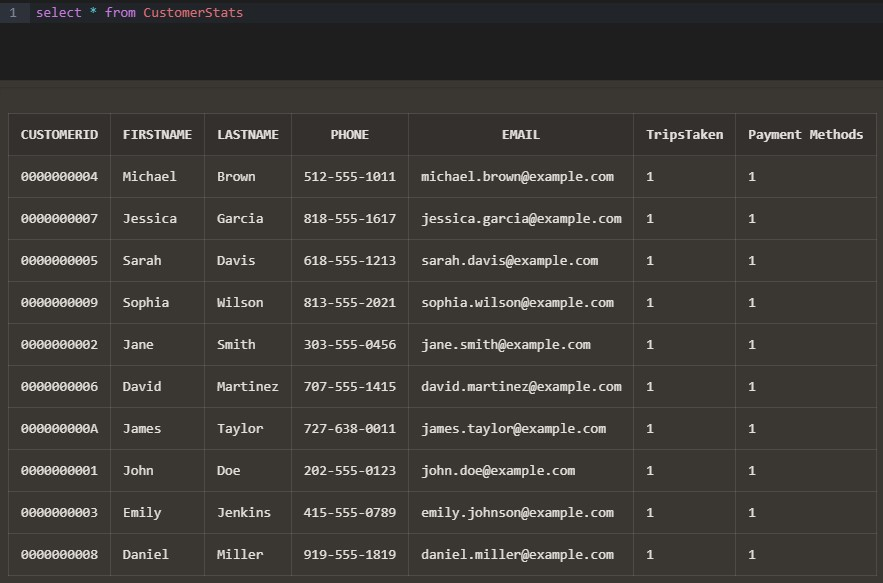 1 select * from CustomerStats
CUSTOMERID FIRSTNAME LASTNAME PHONE EMAIL TripsTaken Payment Methods
0000000004 Michael Brown 512-555-1011 michael.brown@example.com 1 1
0000000007 Jessica Garcia 818-555-1617 jessica.garcia@example.com 1 1
0000000005 Sarah Davis 618-555-1213 sarah.davis@example.com 1 1
0000000009 Sophia Wilson 813-555-2021 sophia.wilson@example.com 1 1
0000000002 Jane Smith 303-555-0456 jane.smith@example.com 1 1
0000000006 David Martinez 707-555-1415 david.martinez@example.com 1 1
000000000A James Taylor 727-638-0011 james.taylor@example.com 1 1
0000000001 John Doe 202-555-0123 john.doe@example.com 1 1
0000000003 Emily Jenkins 415-555-0789 emily.johnson@example.com 1 1
0000000008 Daniel Miller 919-555-1819 daniel.miller@example.com 1 1